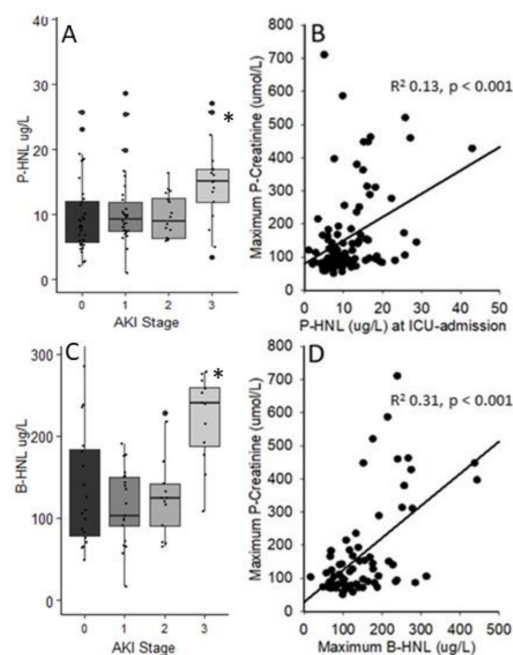 A
P-HNL ug/L
40
30
20
10
0
*
0 1 2 3
AKI Stage
B
Maximum P-Creatinine (umol/L)
800
700
600
500
400
300
200
100
0
R² 0.13, p < 0.001
0 10 20 30 40 50
P-HNL (ug/L) at ICU-admission
C
B-HNL ug/L
300
200
100
0
*
0 1 2 3
AKI Stage
D
Maximum P-Creatinine (umol/L)
800
700
600
500
400
300
200
100
0
R² 0.31, p < 0.001
0 100 200 300 400 500
Maximum B-HNL (ug/L)